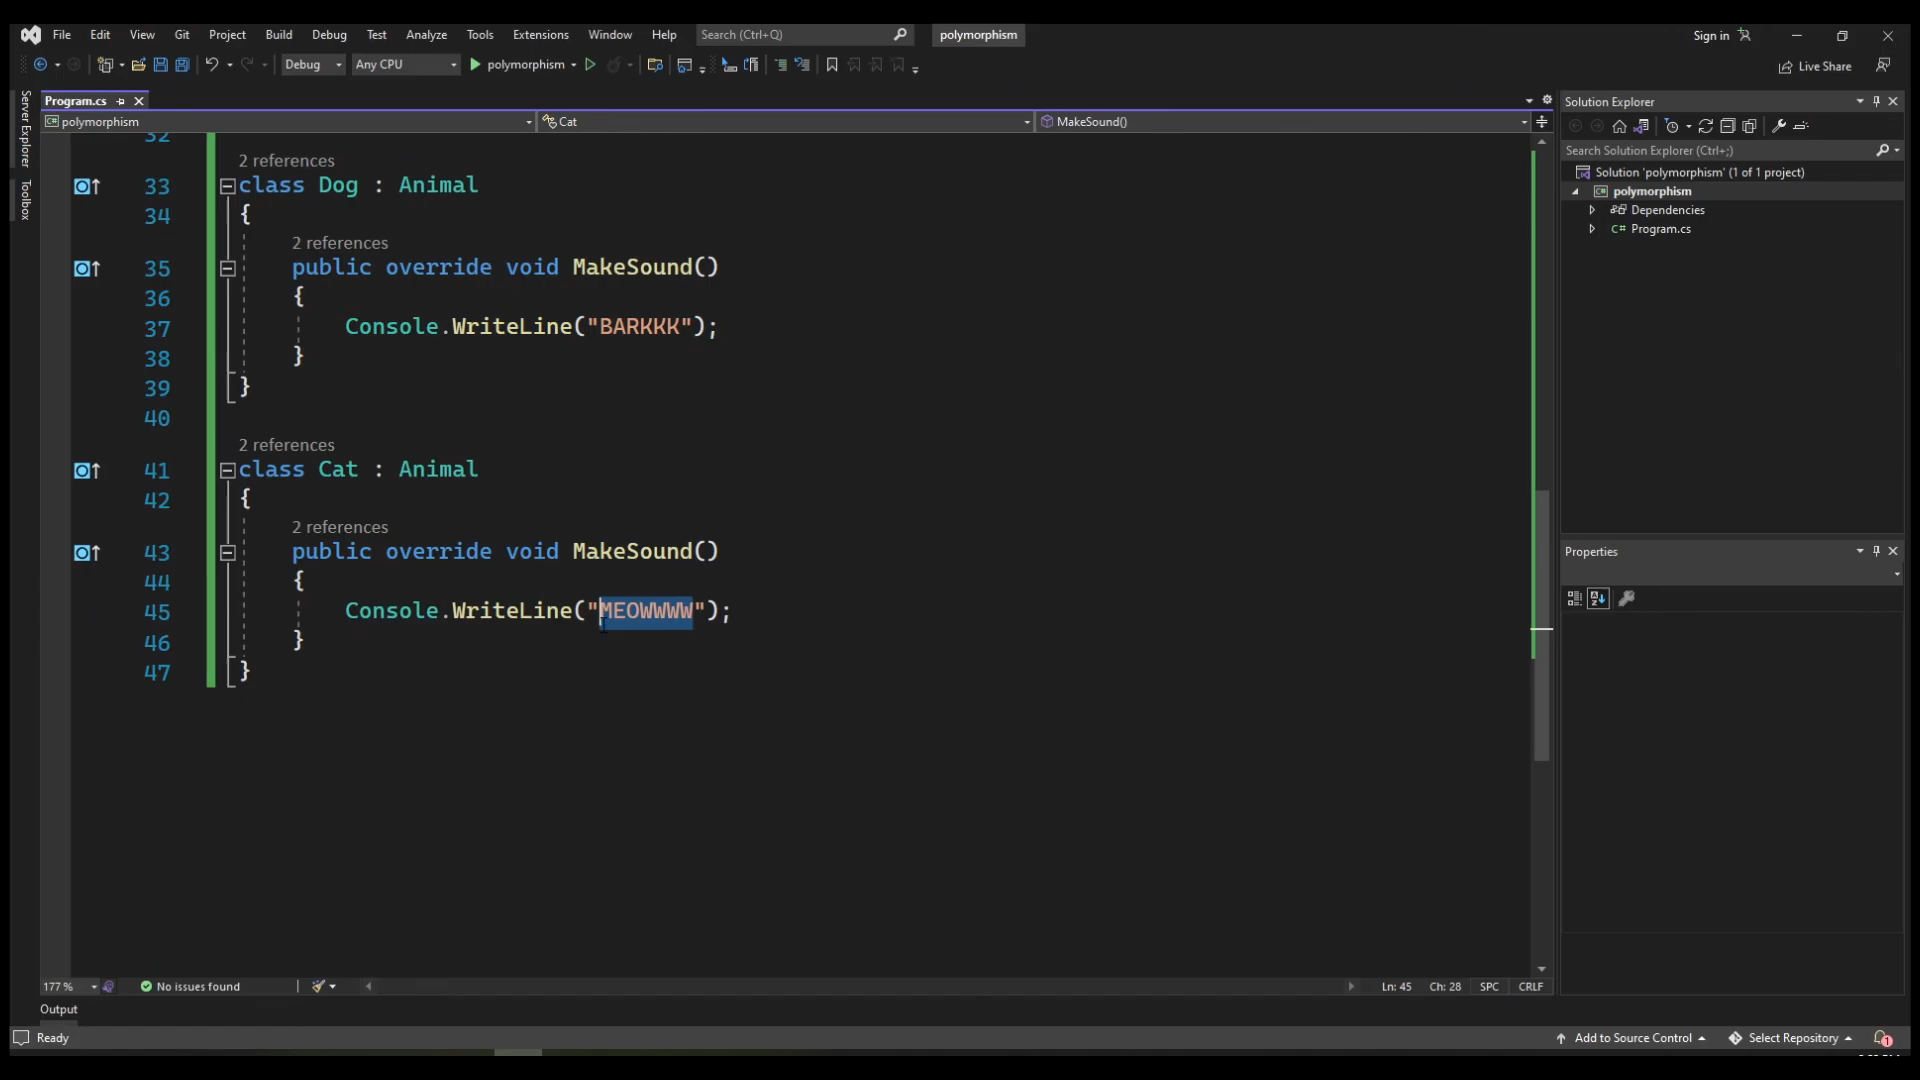 File Edit View Git Project Build Debug Test Analyze Tools Extensions Window Help Search (Ctrl+Q) polymorphism Sign in
Debug Any CPU polymorphism Live Share
Server Explorer
Toolbox
Program.cs
polymorphism Cat MakeSound()
32
2 references
33 class Dog : Animal
34 {
2 references
35 public override void MakeSound()
36 {
37 Console.WriteLine("BARKKK");
38 }
39 }
40
2 references
41 class Cat : Animal
42 {
2 references
43 public override void MakeSound()
44 {
45 Console.WriteLine("MEOWWWW");
46 }
47 }
Solution Explorer
Search Solution Explorer (Ctrl+;)
Solution 'polymorphism' (1 of 1 project)
polymorphism
Dependencies
C# Program.cs
Properties
177 % No issues found Ln: 45 Ch: 28 SPC CRLF
Output
Ready Add to Source Control Select Repository 1